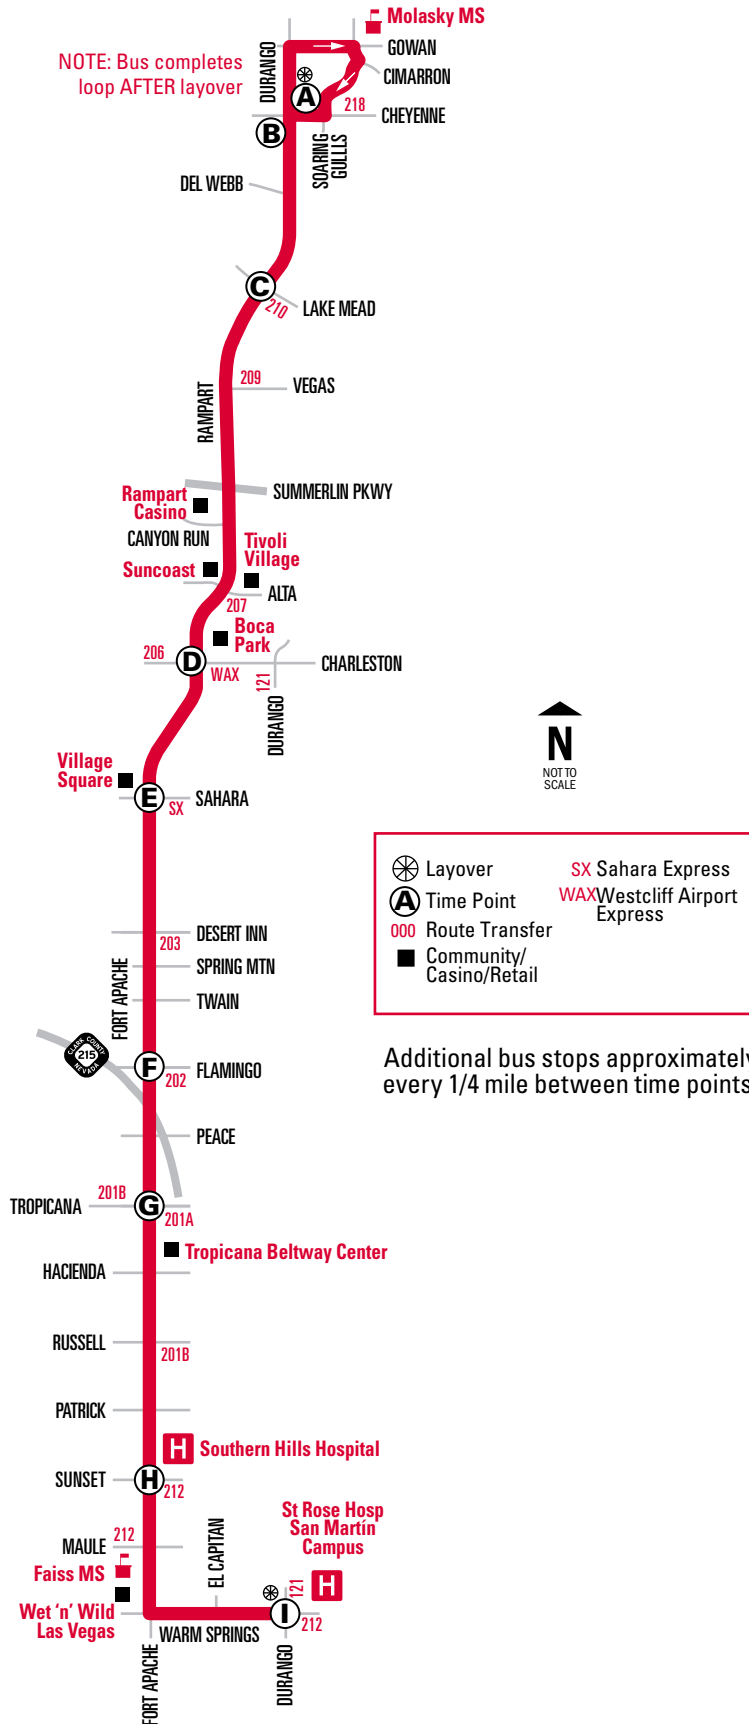 Molasky MS
GOWAN
NOTE: Bus completes
loop AFTER layover
DURANGO
CIMARRON
A
218
CHEYENNE
B
SOARING
GULLLS
DEL WEBB
C
210
LAKE MEAD
209
VEGAS
RAMPART
SUMMERLIN PKWY
Rampart
Casino
CANYON RUN
Tivoli
Village
Suncoast
ALTA
207
Boca
Park
206
D
WAX
CHARLESTON
121
DURANGO
N
NOT TO
SCALE
Village
Square
E
SX
SAHARA
Layover
SX Sahara Express
A Time Point
WAX Westcliff Airport
Express
000 Route Transfer
Community/
Casino/Retail
203
DESERT INN
SPRING MTN
FORT APACHE
TWAIN
CLARK COUNTY
215
NEVADA
F
202
FLAMINGO
Additional bus stops approximately
every 1/4 mile between time points
PEACE
201B
TROPICANA
G
201A
Tropicana Beltway Center
HACIENDA
RUSSELL
201B
PATRICK
H Southern Hills Hospital
SUNSET
H
212
St Rose Hosp
San Martín
Campus
212
MAULE
EL CAPITAN
Faiss MS
121
H
Wet ‘n’ Wild
Las Vegas
I
212
WARM SPRINGS
FORT APACHE
DURANGO